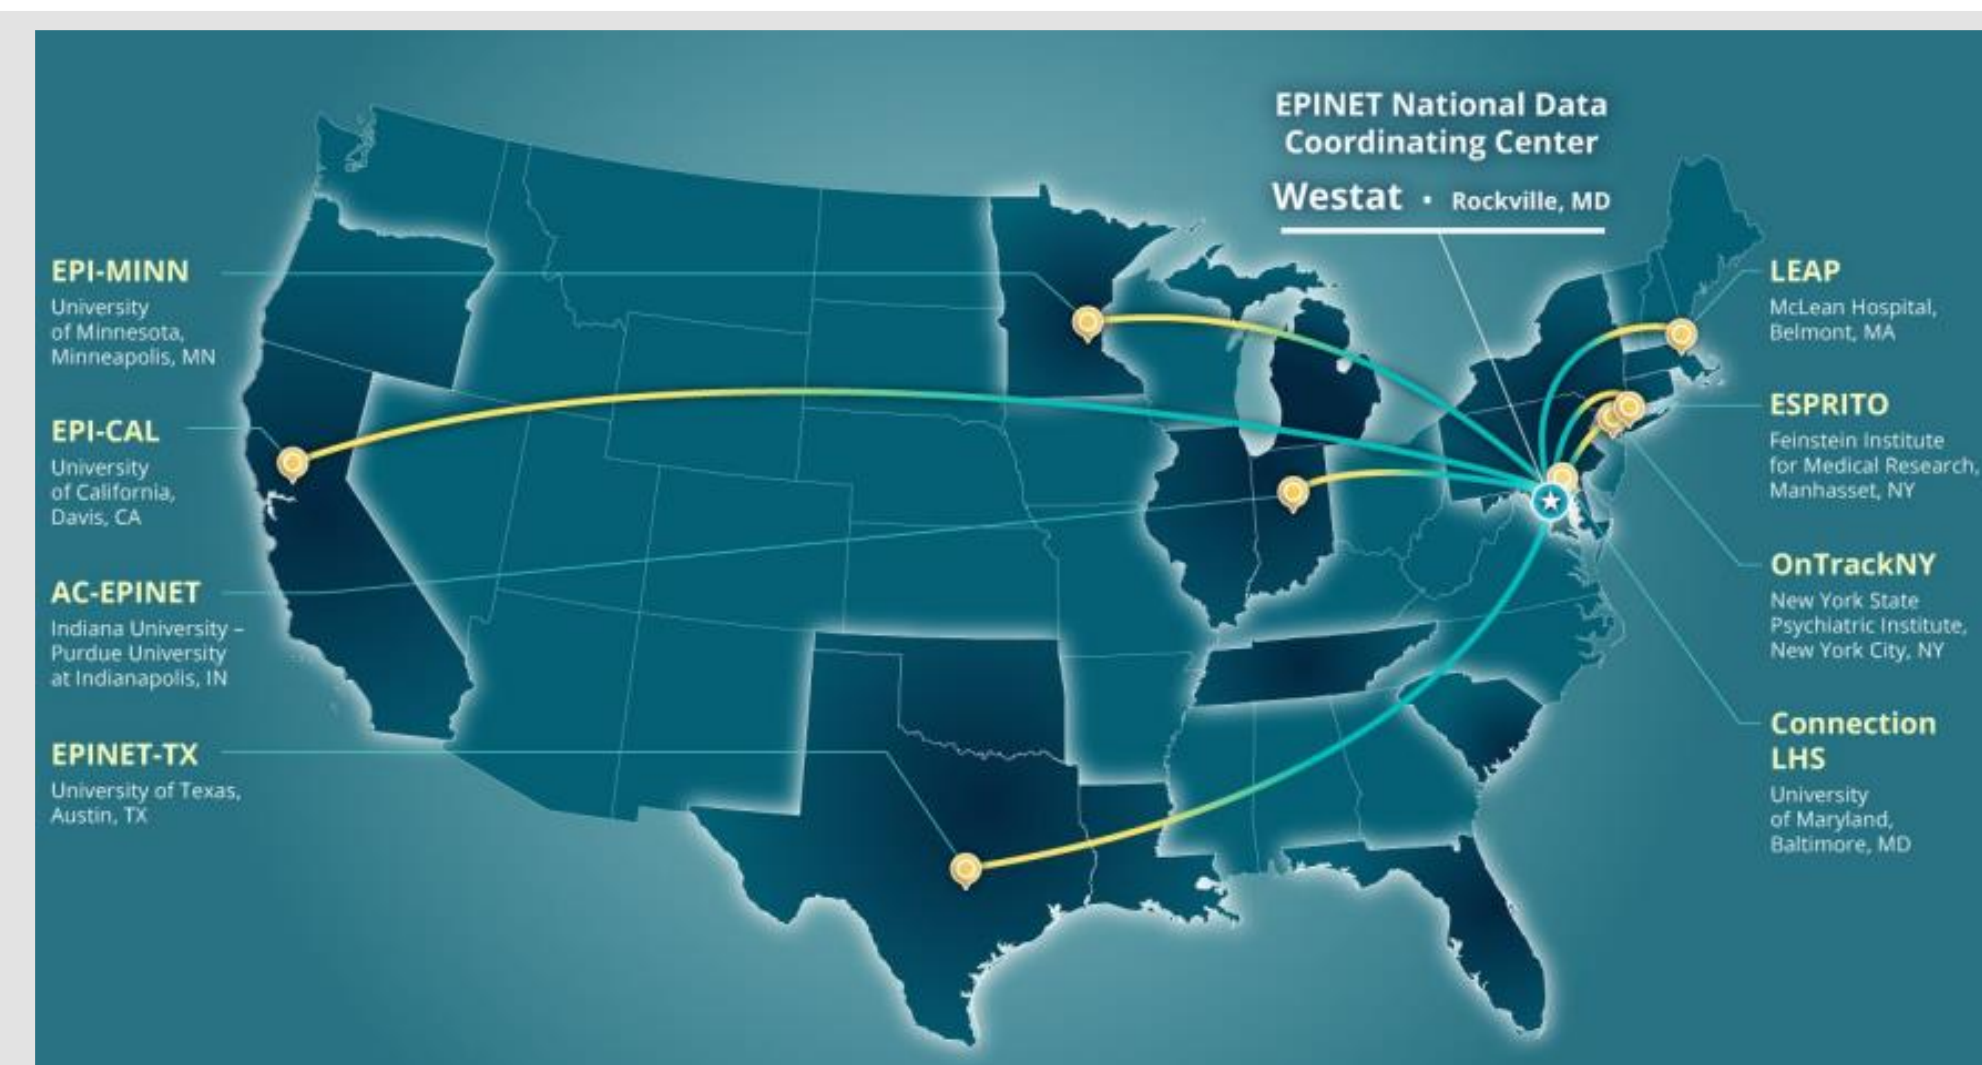 EPINET National Data
Coordinating Center
Westat • Rockville, MD
EPI-MINN
University
of Minnesota,
Minneapolis, MN
EPI-CAL
University
of California,
Davis, CA
AC-EPINET
Indiana University –
Purdue University
at Indianapolis, IN
EPINET-TX
University of Texas,
Austin, TX
LEAP
McLean Hospital,
Belmont, MA
ESPRITO
Feinstein Institute
for Medical Research,
Manhasset, NY
OnTrackNY
New York State
Psychiatric Institute,
New York City, NY
Connection
LHS
University
of Maryland,
Baltimore, MD